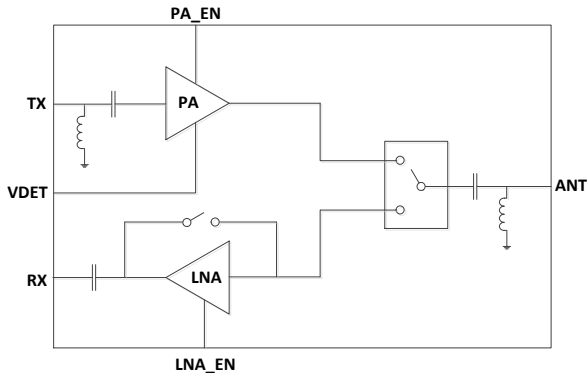 PA_EN
TX
PA
VDET
ANT
RX
LNA
LNA_EN